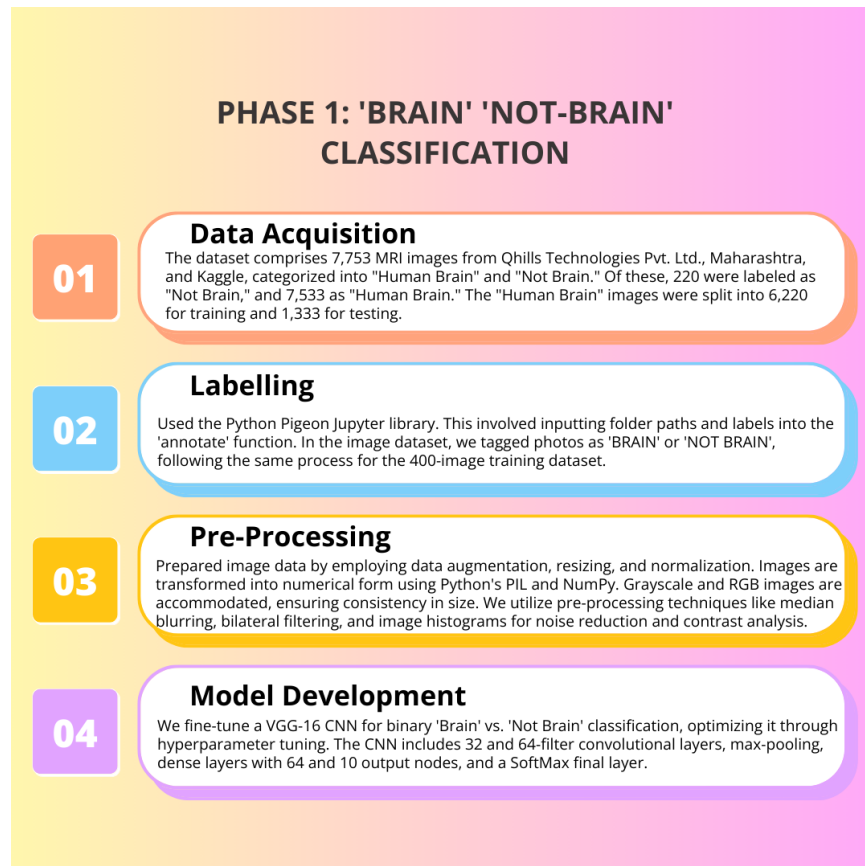 PHASE 1: 'BRAIN' 'NOT-BRAIN'
CLASSIFICATION
01
Data Acquisition
The dataset comprises 7,753 MRI images from Qhills Technologies Pvt. Ltd., Maharashtra,
and Kaggle, categorized into "Human Brain" and "Not Brain." Of these, 220 were labeled as
"Not Brain," and 7,533 as "Human Brain." The "Human Brain" images were split into 6,220
for training and 1,333 for testing.
02
Labelling
Used the Python Pigeon Jupyter library. This involved inputting folder paths and labels into the
'annotate' function. In the image dataset, we tagged photos as 'BRAIN' or 'NOT BRAIN',
following the same process for the 400-image training dataset.
03
Pre-Processing
Prepared image data by employing data augmentation, resizing, and normalization. Images are
transformed into numerical form using Python's PIL and NumPy. Grayscale and RGB images are
accommodated, ensuring consistency in size. We utilize pre-processing techniques like median
blurring, bilateral filtering, and image histograms for noise reduction and contrast analysis.
04
Model Development
We fine-tune a VGG-16 CNN for binary 'Brain' vs. 'Not Brain' classification, optimizing it through
hyperparameter tuning. The CNN includes 32 and 64-filter convolutional layers, max-pooling,
dense layers with 64 and 10 output nodes, and a SoftMax final layer.